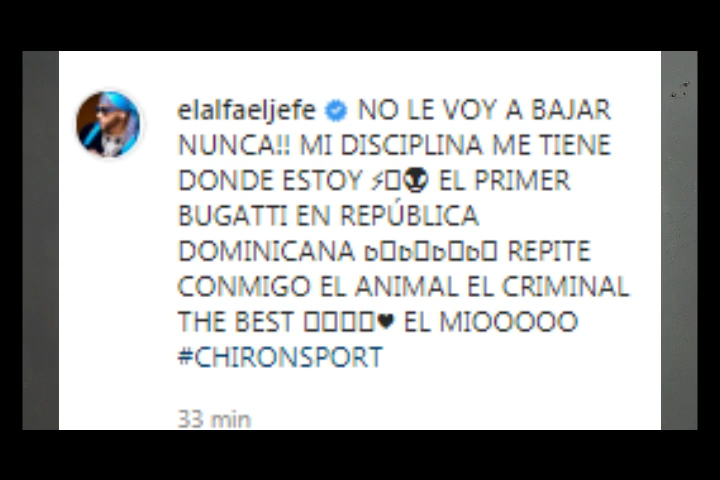 elalfaeljefe NO LE VOY A BAJAR
NUNCA!! MI DISCIPLINA ME TIENE
DONDE ESTOY ⚡□👽 EL PRIMER
BUGATTI EN REPÚBLICA
DOMINICANA ᴅ□ᴅ□ᴅ□ᴅ□ REPITE
CONMIGO EL ANIMAL EL CRIMINAL
THE BEST □□□□♥ EL MIOOOOO
#CHIRONSPORT
33 min